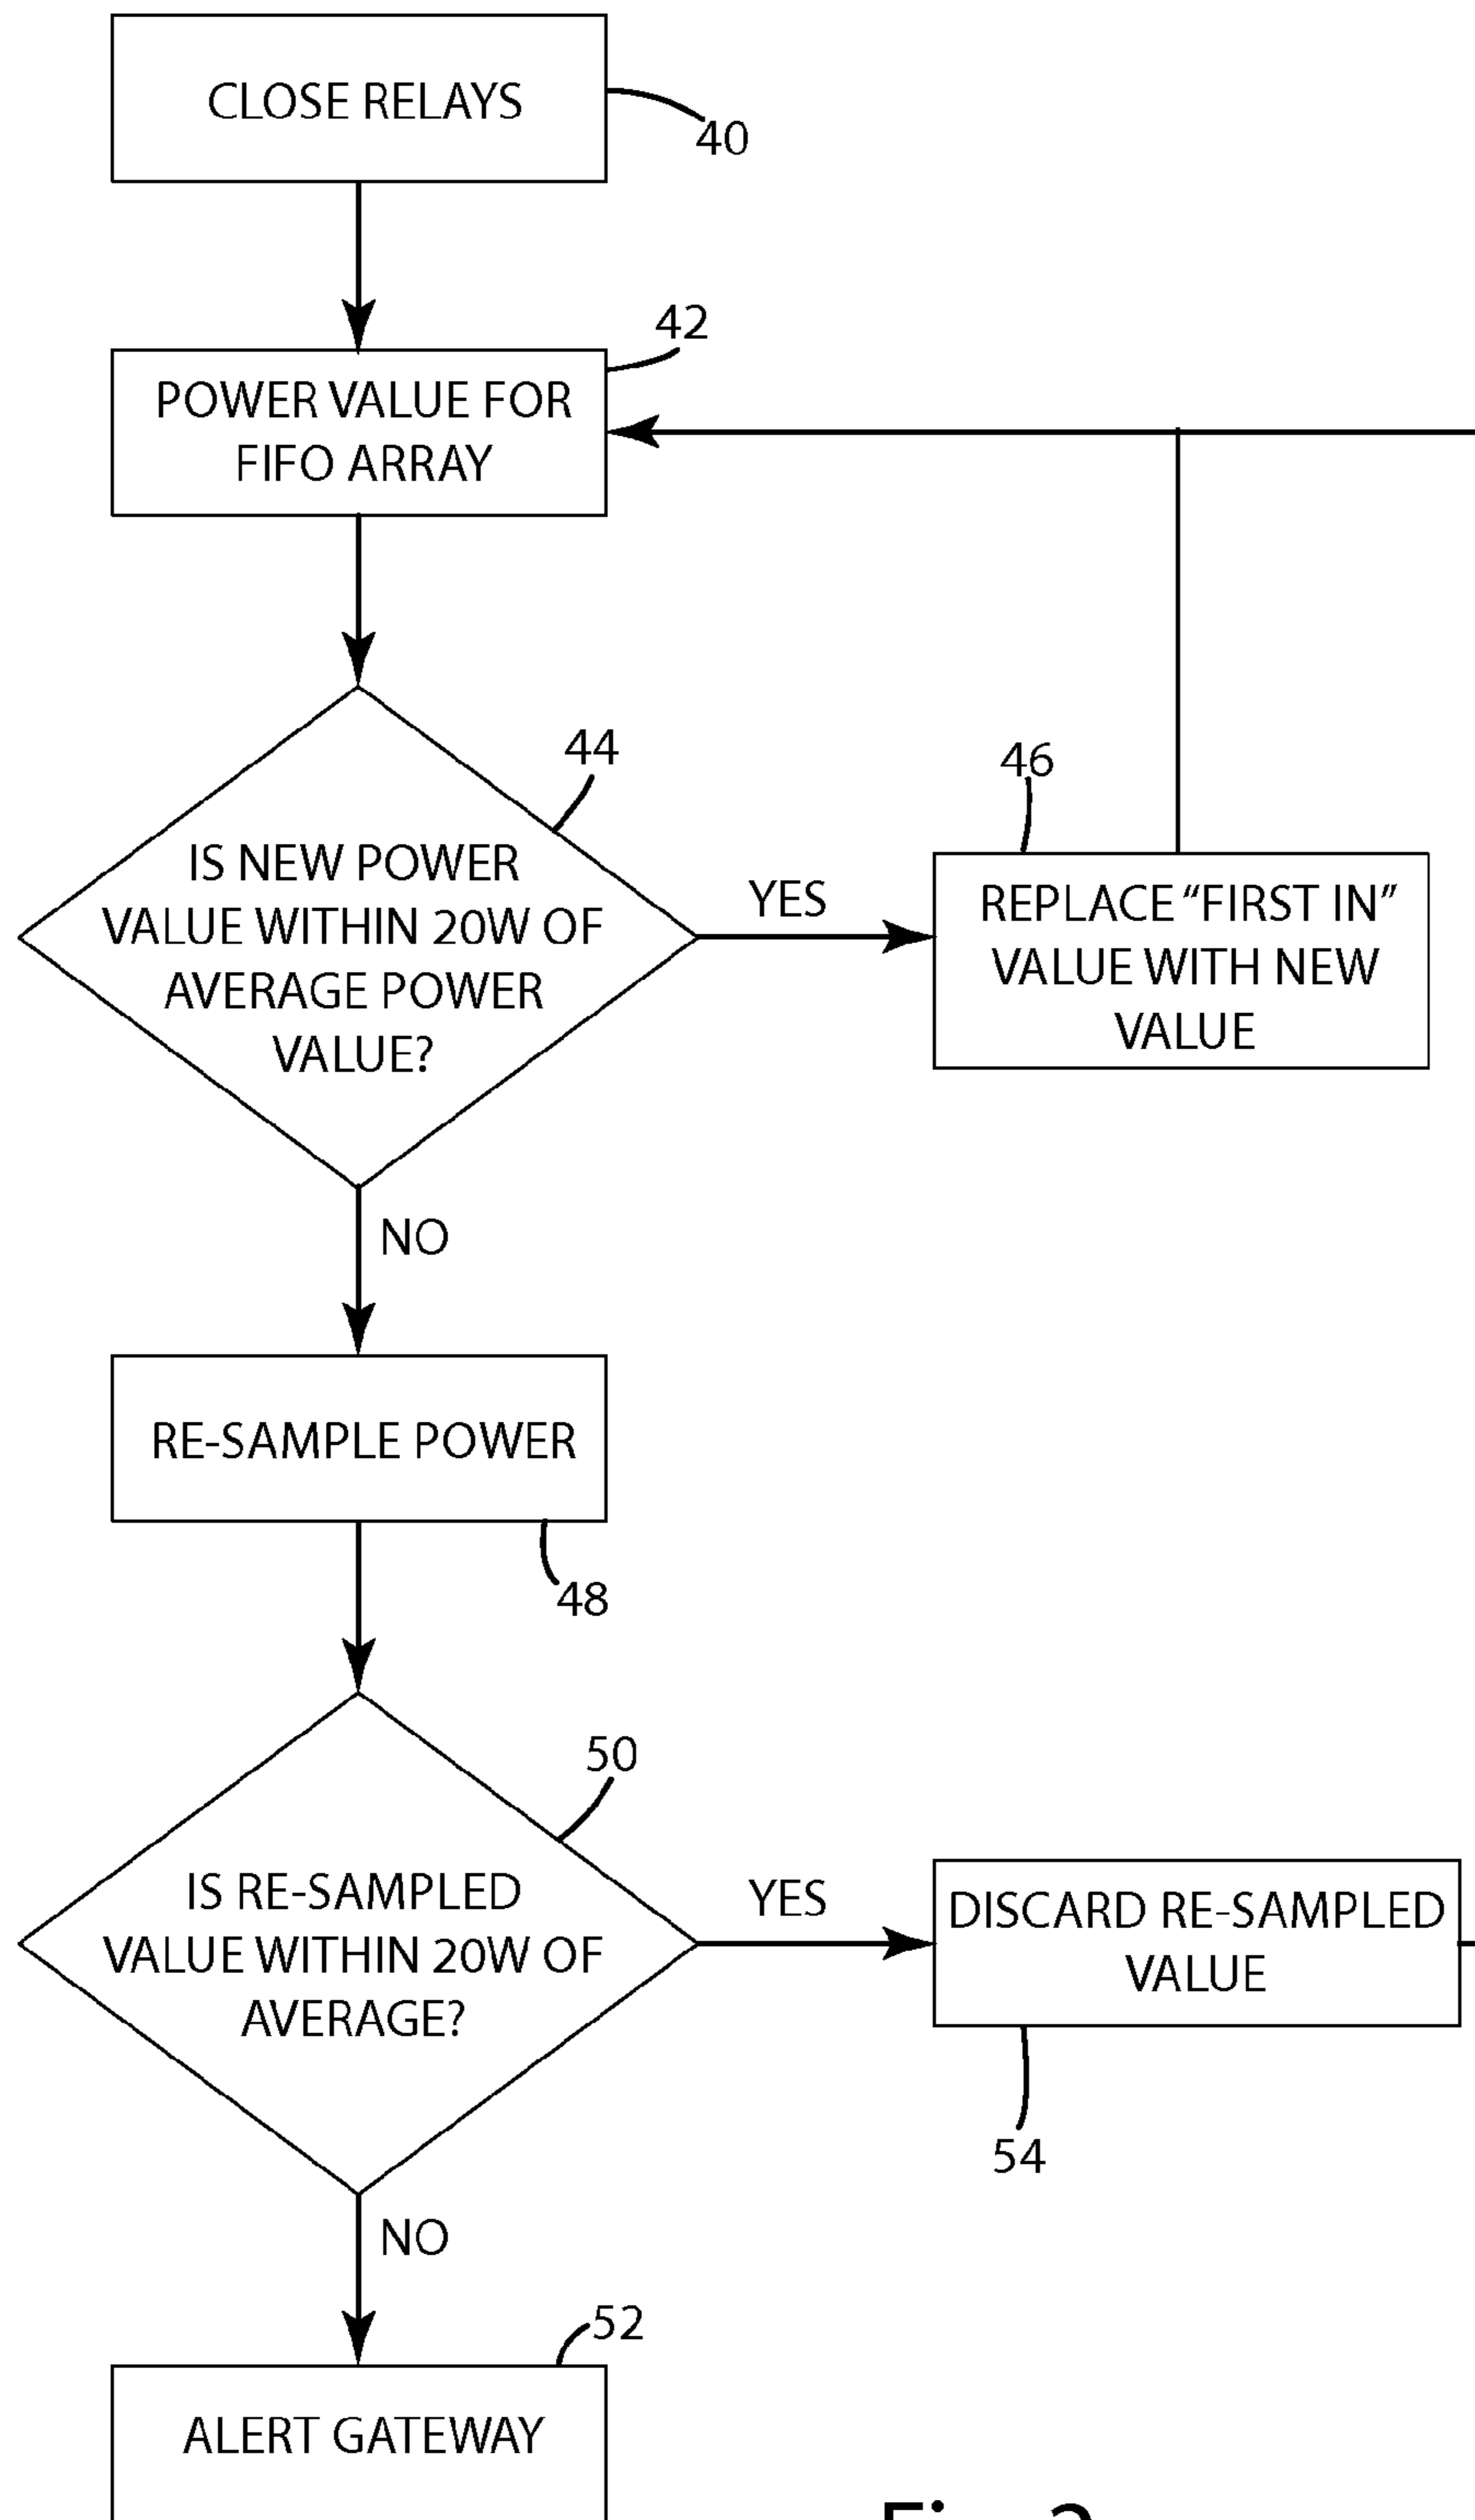 CLOSE RELAYS
40
42
POWER VALUE FOR
FIFO ARRAY
44
46
IS NEW POWER
VALUE WITHIN 20W OF
AVERAGE POWER
VALUE?
YES
REPLACE “FIRST IN”
VALUE WITH NEW
VALUE
NO
RE-SAMPLE POWER
48
50
IS RE-SAMPLED
VALUE WITHIN 20W OF
AVERAGE?
YES
DISCARD RE-SAMPLED
VALUE
54
NO
52
ALERT GATEWAY